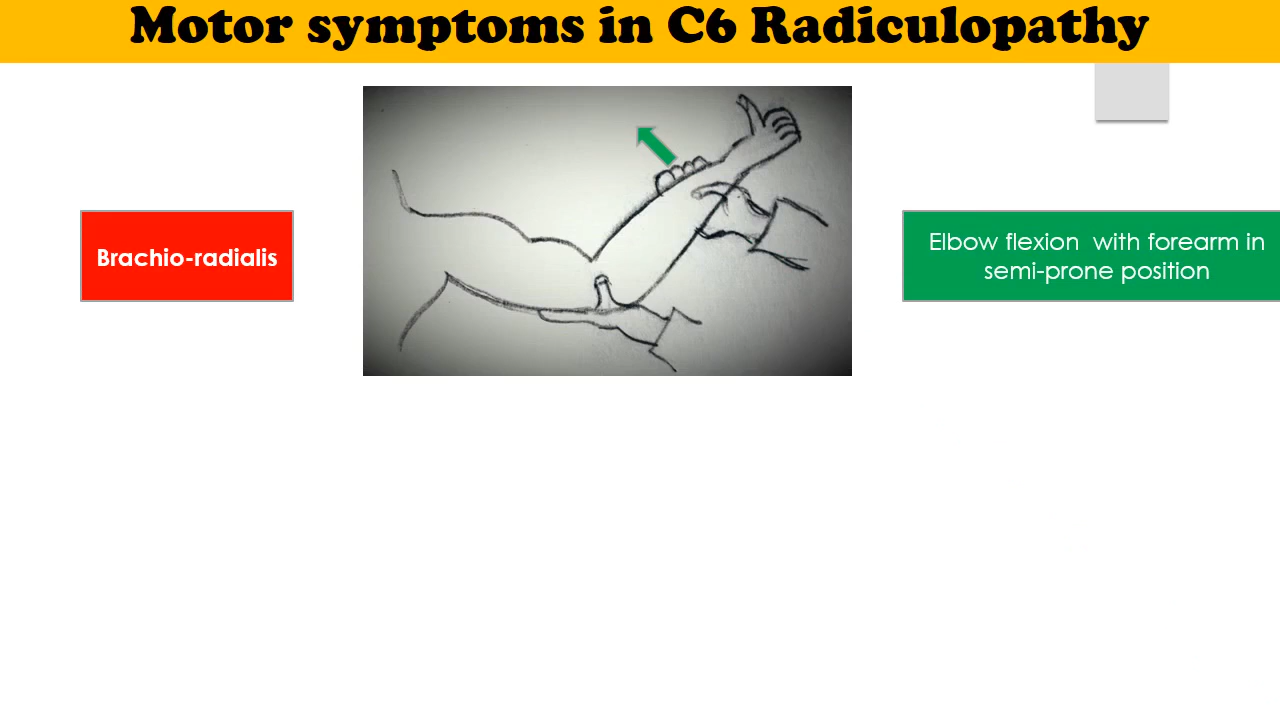 Motor symptoms in C6 Radiculopathy
Brachio-radialis
Elbow flexion with forearm in
semi-prone position